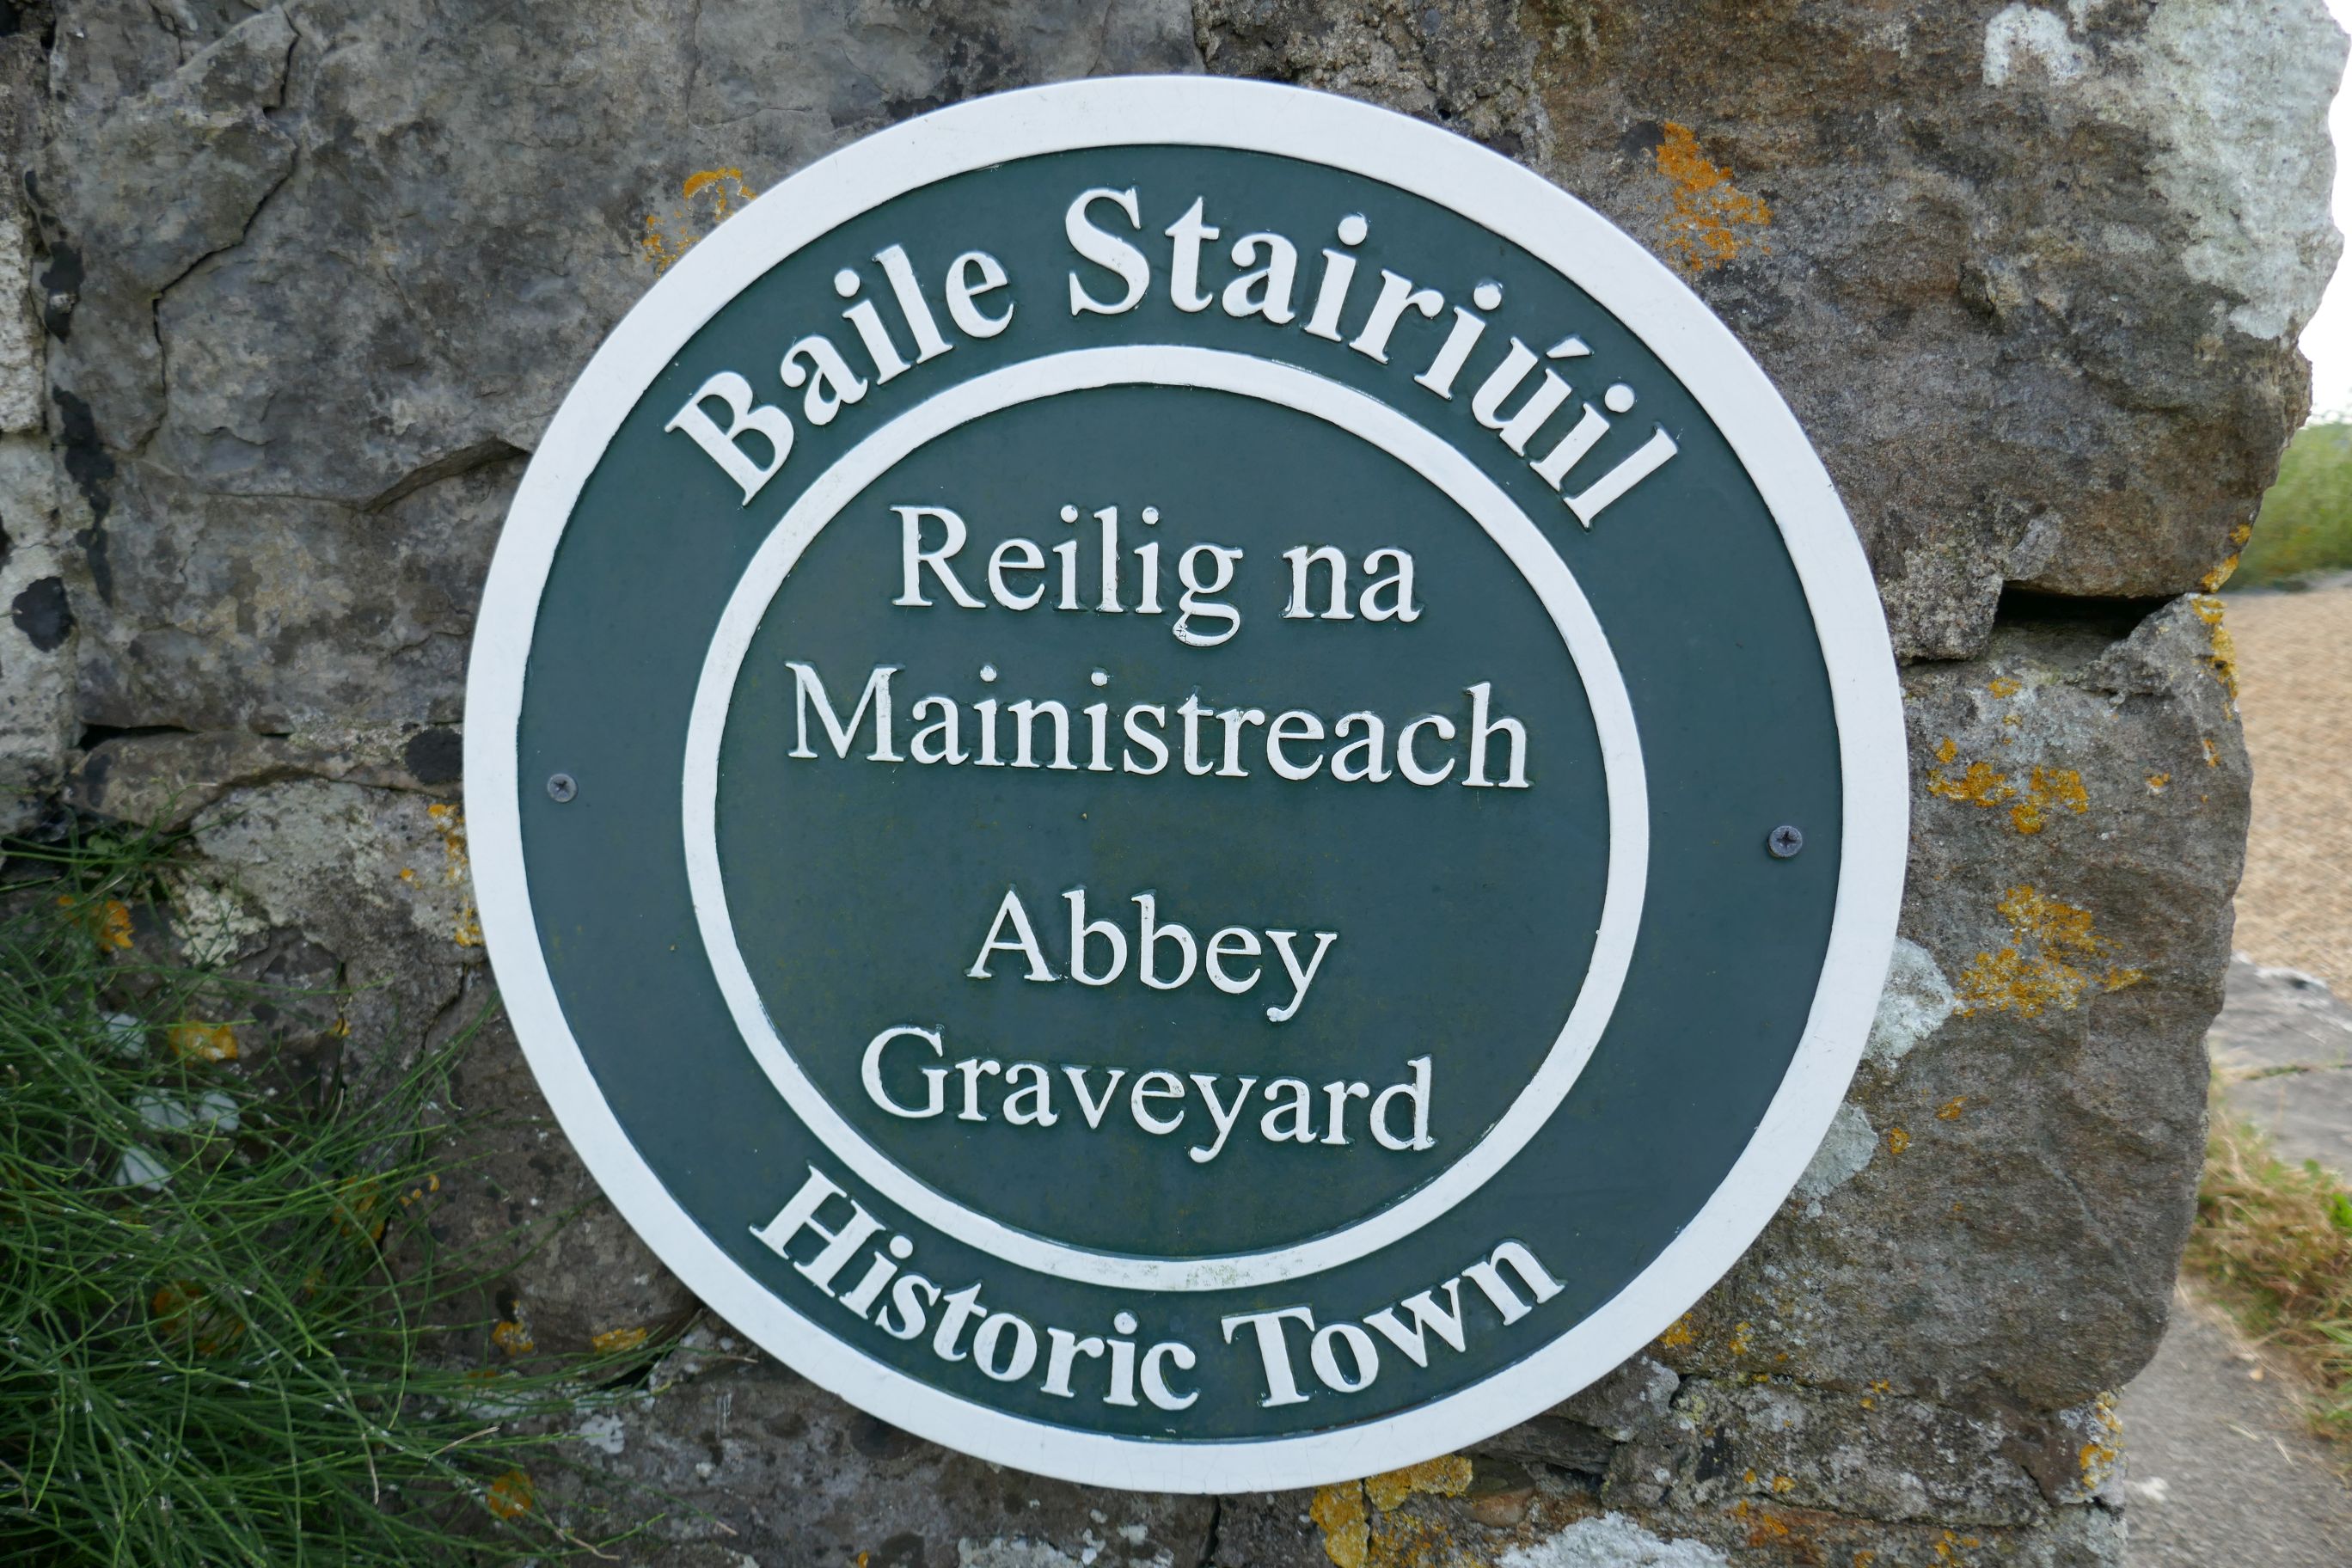 Baile Stairiúil
Reilig na
Mainistreach
Abbey
Graveyard
Historic Town